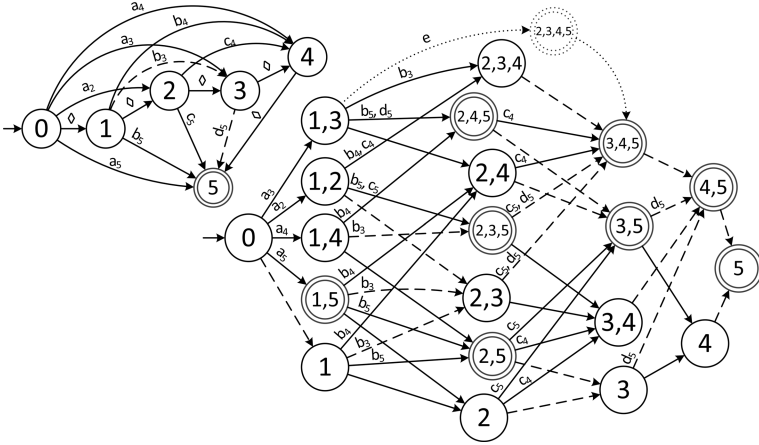 a₄
b₄
a₃
b₃
c₄
4
a₂
◊
2
◊
3
◊
0
◊
1
◊
b₅
c₅
d₅
a₅
5
e
2,3,4,5
b₃
2,3,4
1,3
b₅, d₅
2,4,5
c₄
3,4,5
b₄, c₄
c₄
a₃
1,2
b₅, c₅
2,4
4,5
a₂
c₅, d₅
d₅
0
a₄
1,4
b₄
b₃
2,3,5
3,5
a₅
c₅, d₅
5
1,5
b₄
b₃
b₅
2,3
3,4
b₄
b₃
c₅
c₄
4
1
b₅
2,5
d₅
c₅
c₄
3
2